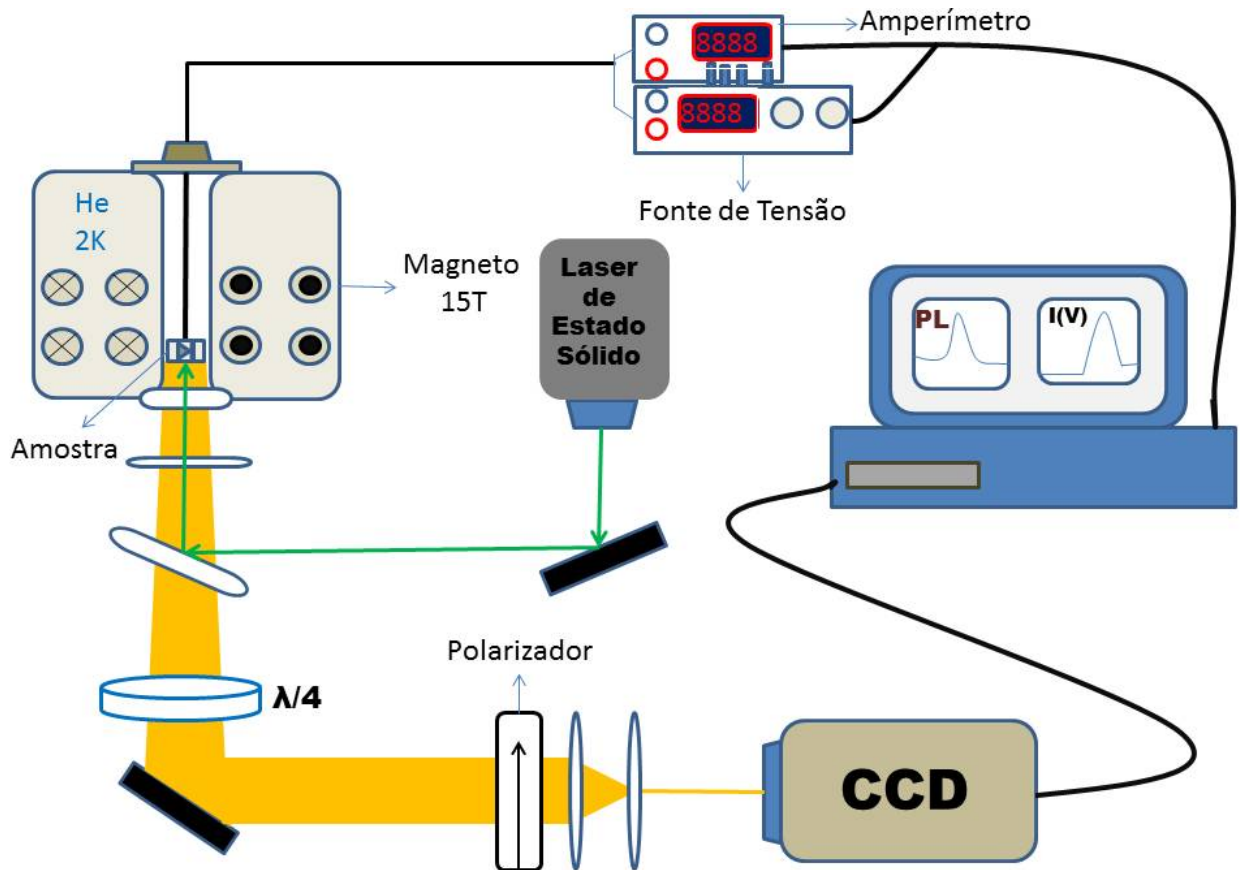 Amperímetro
8888
8888
Fonte de Tensão
He
2K
Magneto
15T
Laser
de
Estado
Sólido
PL
I(V)
Amostra
Polarizador
λ/4
CCD